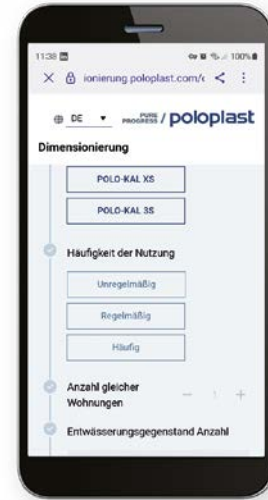 11:38 100%
ionierung.poloplast.com/c
DE PURE PROGRESS / poloplast
Dimensionierung
POLO-KAL XS
POLO-KAL 3S
Häufigkeit der Nutzung
Unregelmäßig
Regelmäßig
Häufig
Anzahl gleicher
Wohnungen 1
Entwässerungsgegenstand Anzahl